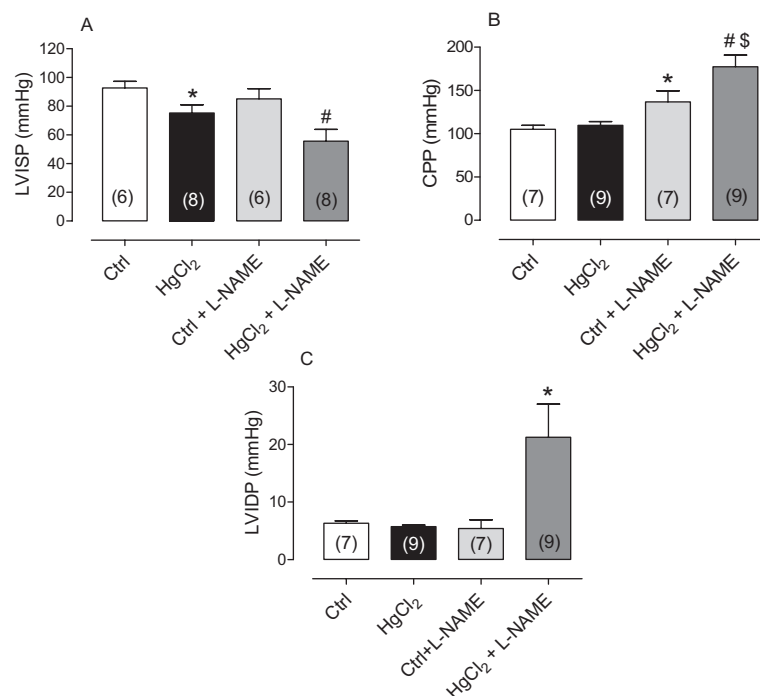 A
LVISP (mmHg)
120
100
80
60
40
20
0
*
#
(6)
(8)
(6)
(8)
Ctrl
HgCl₂
Ctrl + L-NAME
HgCl₂ + L-NAME
B
CPP (mmHg)
200
150
100
50
0
*
# $
(7)
(9)
(7)
(9)
Ctrl
HgCl₂
Ctrl + L-NAME
HgCl₂ + L-NAME
C
LVIDP (mmHg)
30
20
10
0
*
(7)
(9)
(7)
(9)
Ctrl
HgCl₂
Ctrl+L-NAME
HgCl₂ + L-NAME